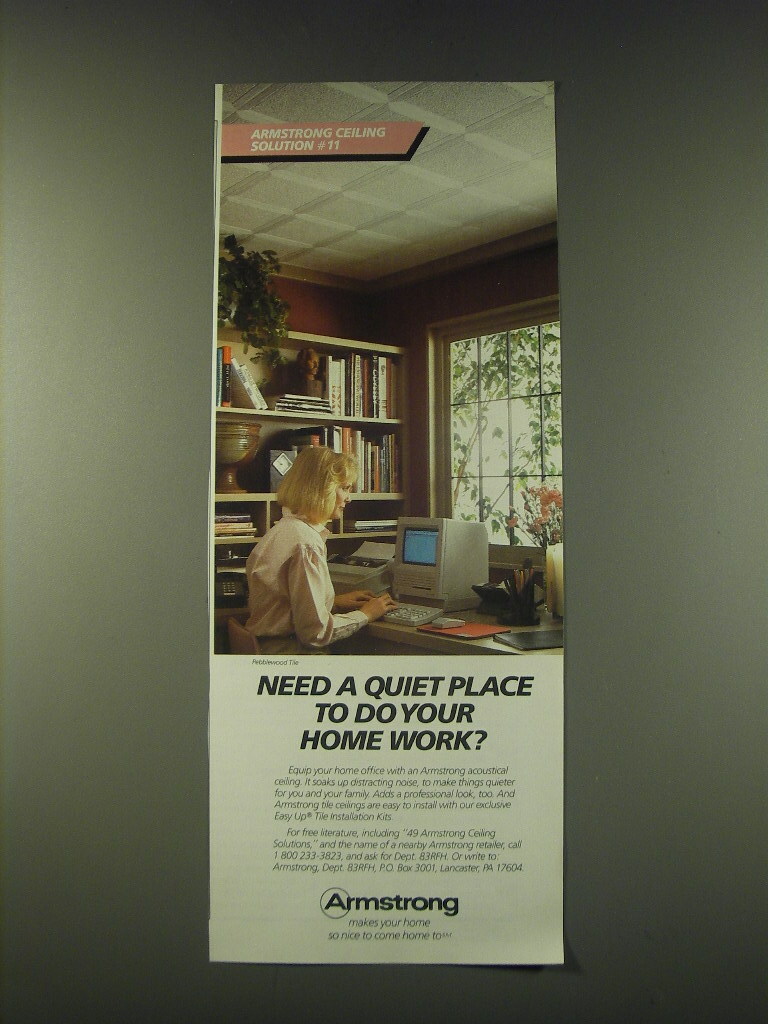 ARMSTRONG CEILING
SOLUTION #11
Pebblewood Tile
NEED A QUIET PLACE
TO DO YOUR
HOME WORK?
Equip your home office with an Armstrong acoustical
ceiling. It soaks up distracting noise, to make things quieter
for you and your family. Adds a professional look, too. And
Armstrong tile ceilings are easy to install with our exclusive
Easy Up® Tile Installation Kits.
For free literature, including "49 Armstrong Ceiling
Solutions," and the name of a nearby Armstrong retailer, call
1 800 233-3823, and ask for Dept. 83RFH. Or write to:
Armstrong, Dept. 83RFH, P.O. Box 3001, Lancaster, PA 17604.
Armstrong
makes your home
so nice to come home to℠